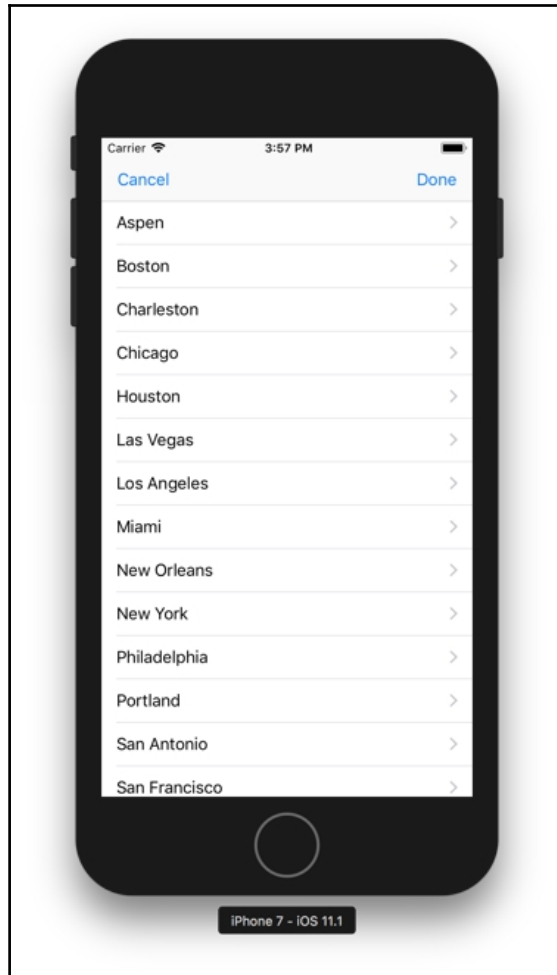 Carrier 3:57 PM
Cancel Done
Aspen
Boston
Charleston
Chicago
Houston
Las Vegas
Los Angeles
Miami
New Orleans
New York
Philadelphia
Portland
San Antonio
San Francisco
iPhone 7 - iOS 11.1